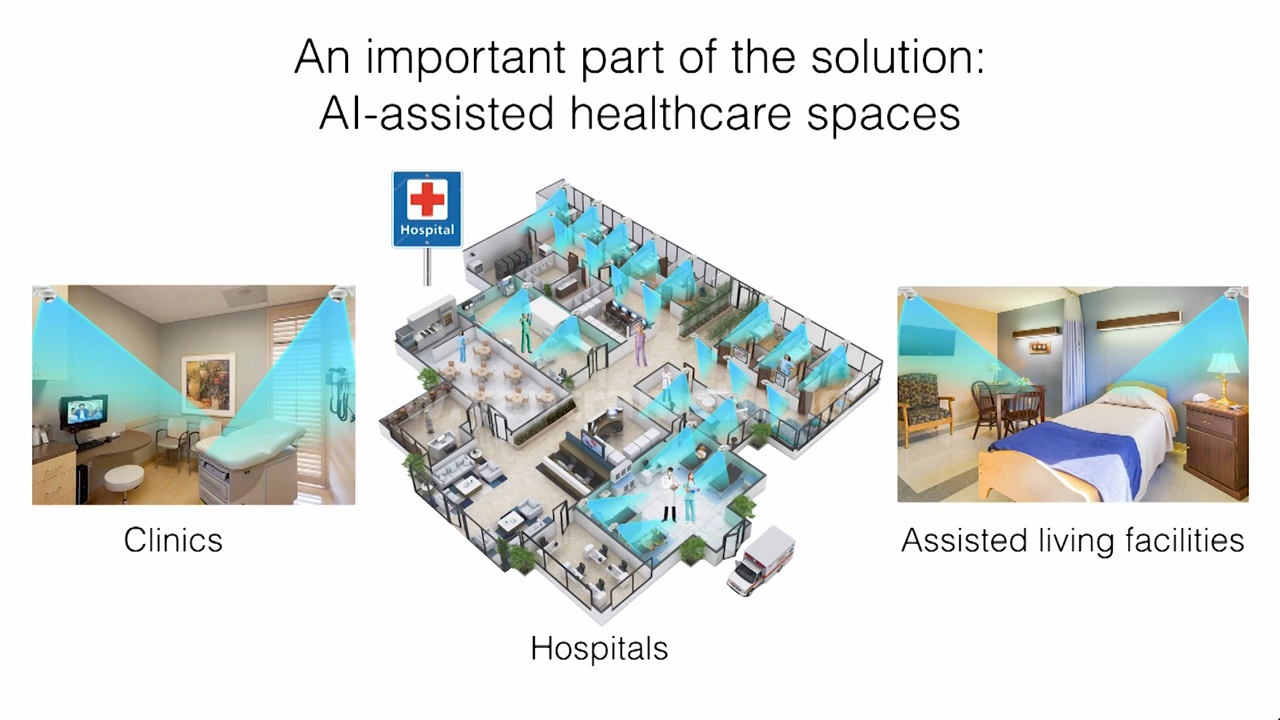 An important part of the solution:
AI-assisted healthcare spaces
Hospital
Clinics
Assisted living facilities
Hospitals